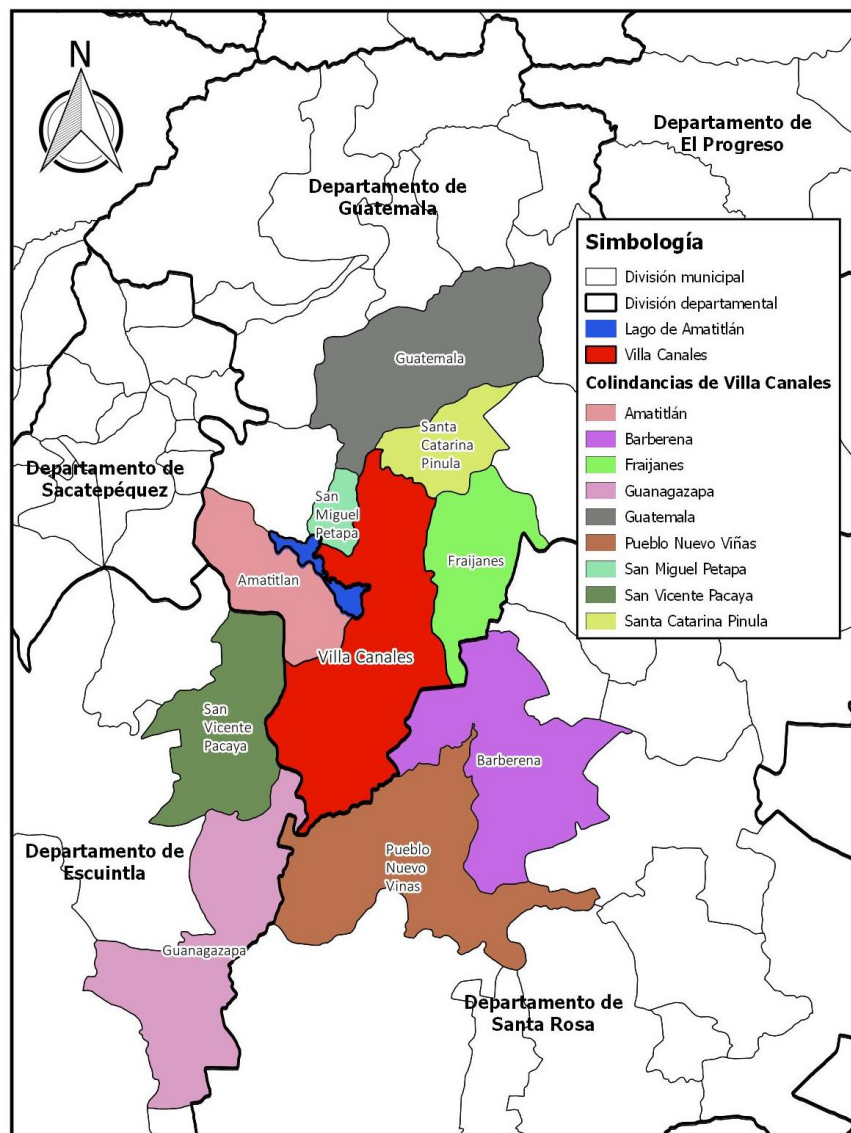 N
Departamento de
El Progreso
Departamento de
Guatemala
Simbología
División municipal
División departamental
Lago de Amatitlán
Villa Canales
Colindancias de Villa Canales
Amatitlán
Barberena
Fraijanes
Guanagazapa
Guatemala
Pueblo Nuevo Viñas
San Miguel Petapa
San Vicente Pacaya
Santa Catarina Pinula
Guatemala
Santa
Catarina
Pinula
Departamento de
Sacatepéquez
San
Miguel
Petapa
Fraijanes
Amatitlan
Villa Canales
San
Vicente
Pacaya
Barberena
Departamento de
Escuintla
Pueblo
Nuevo
Vinas
Guanagazapa
Departamento de
Santa Rosa